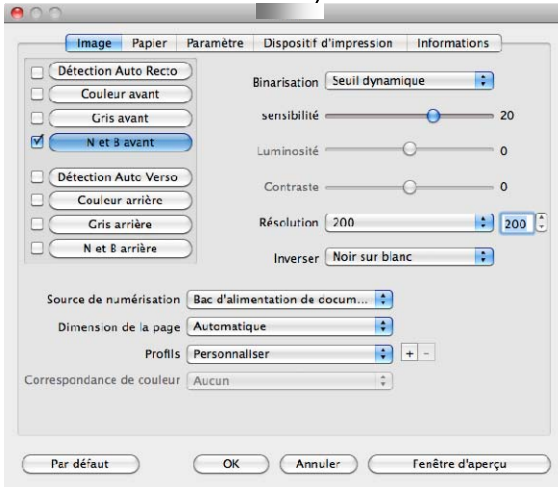 Image Papier Paramètre Dispositif d'impression Informations
Détection Auto Recto
Couleur avant
Gris avant
N et B avant
Détection Auto Verso
Couleur arrière
Gris arrière
N et B arrière
Binarisation Seuil dynamique
sensibilité 20
Luminosité 0
Contraste 0
Résolution 200 200
Inverser Noir sur blanc
Source de numérisation Bac d'alimentation de docum...
Dimension de la page Automatique
Profils Personnaliser + -
Correspondance de couleur Aucun
Par défaut OK Annuler Fenêtre d'aperçu